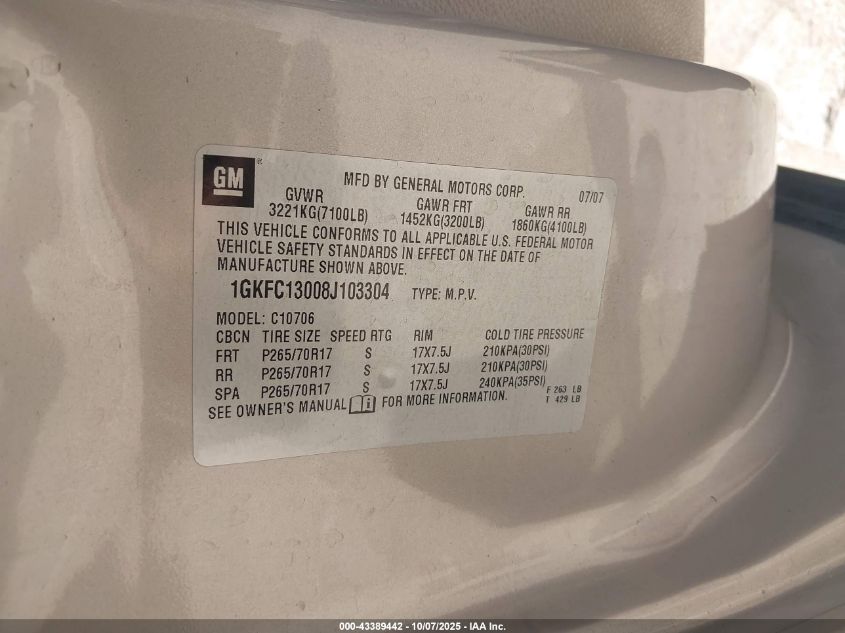 GM
MFD BY GENERAL MOTORS CORP. 07/07
GVWR GAWR FRT GAWR RR
3221KG(7100LB) 1452KG(3200LB) 1860KG(4100LB)
THIS VEHICLE CONFORMS TO ALL APPLICABLE U.S. FEDERAL MOTOR
VEHICLE SAFETY STANDARDS IN EFFECT ON THE DATE OF
MANUFACTURE SHOWN ABOVE.
1GKFC13008J103304 TYPE: M.P.V.
MODEL: C10706
CBCN TIRE SIZE SPEED RTG RIM COLD TIRE PRESSURE
FRT P265/70R17 S 17X7.5J 210KPA(30PSI)
RR P265/70R17 S 17X7.5J 210KPA(30PSI)
SPA P265/70R17 S 17X7.5J 240KPA(35PSI)
F 263 LB
SEE OWNER'S MANUAL i FOR MORE INFORMATION.
T 429 LB
000-43389442 - 10/07/2025 - IAA Inc.